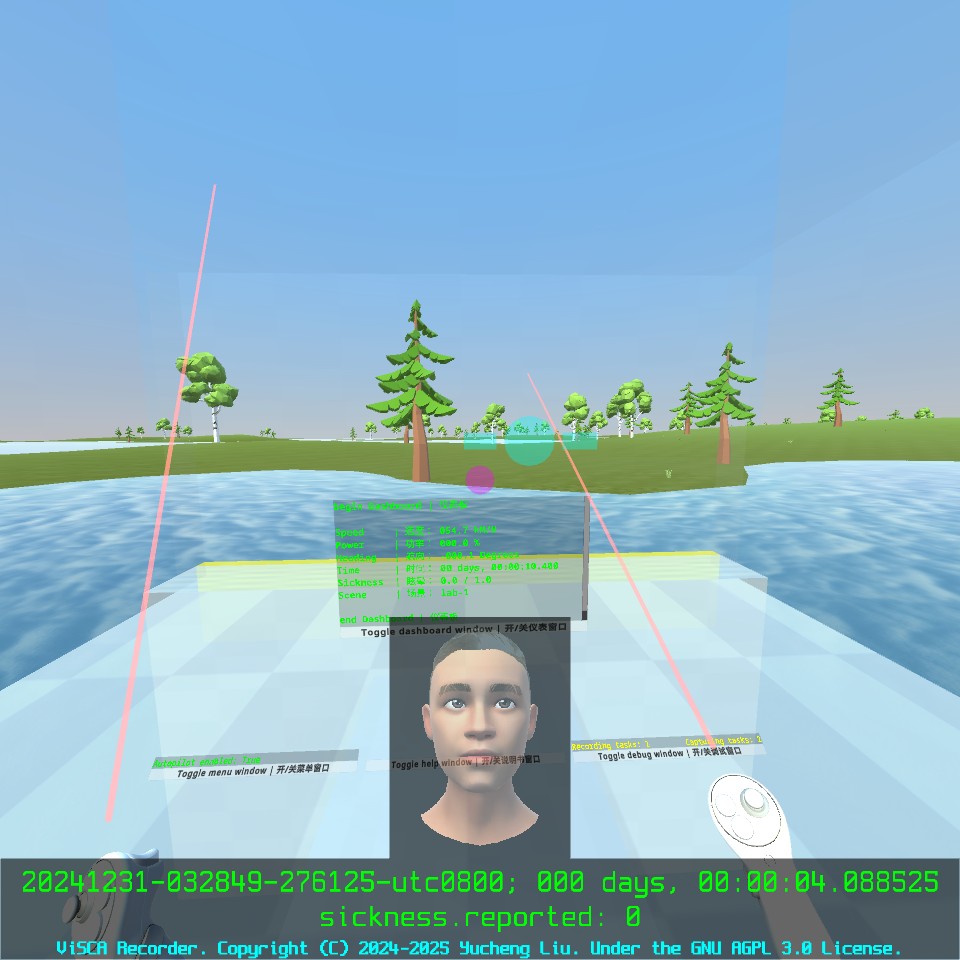 Speed | 速度: 054.7 km/h
Power | 功率: 000.0 %
Time | 时间: 00 days, 00:00:10.400
Sickness | 眩晕: 0.0 / 1.0
Scene | 场景: lab-1
end Dashboard |
Toggle dashboard window | 开/关仪表窗口
Recording tasks: 1 Capturing tasks: 2
Autopilot enabled: True
Toggle menu window | 开/关菜单窗口
Toggle help window | 开/关说明书窗口
Toggle debug window | 开/关调试窗口
20241231-032849-276125-utc0800; 000 days, 00:00:04.088525
sickness.reported: 0
ViSCA Recorder. Copyright (C) 2024-2025 Yucheng Liu. Under the GNU AGPL 3.0 License.